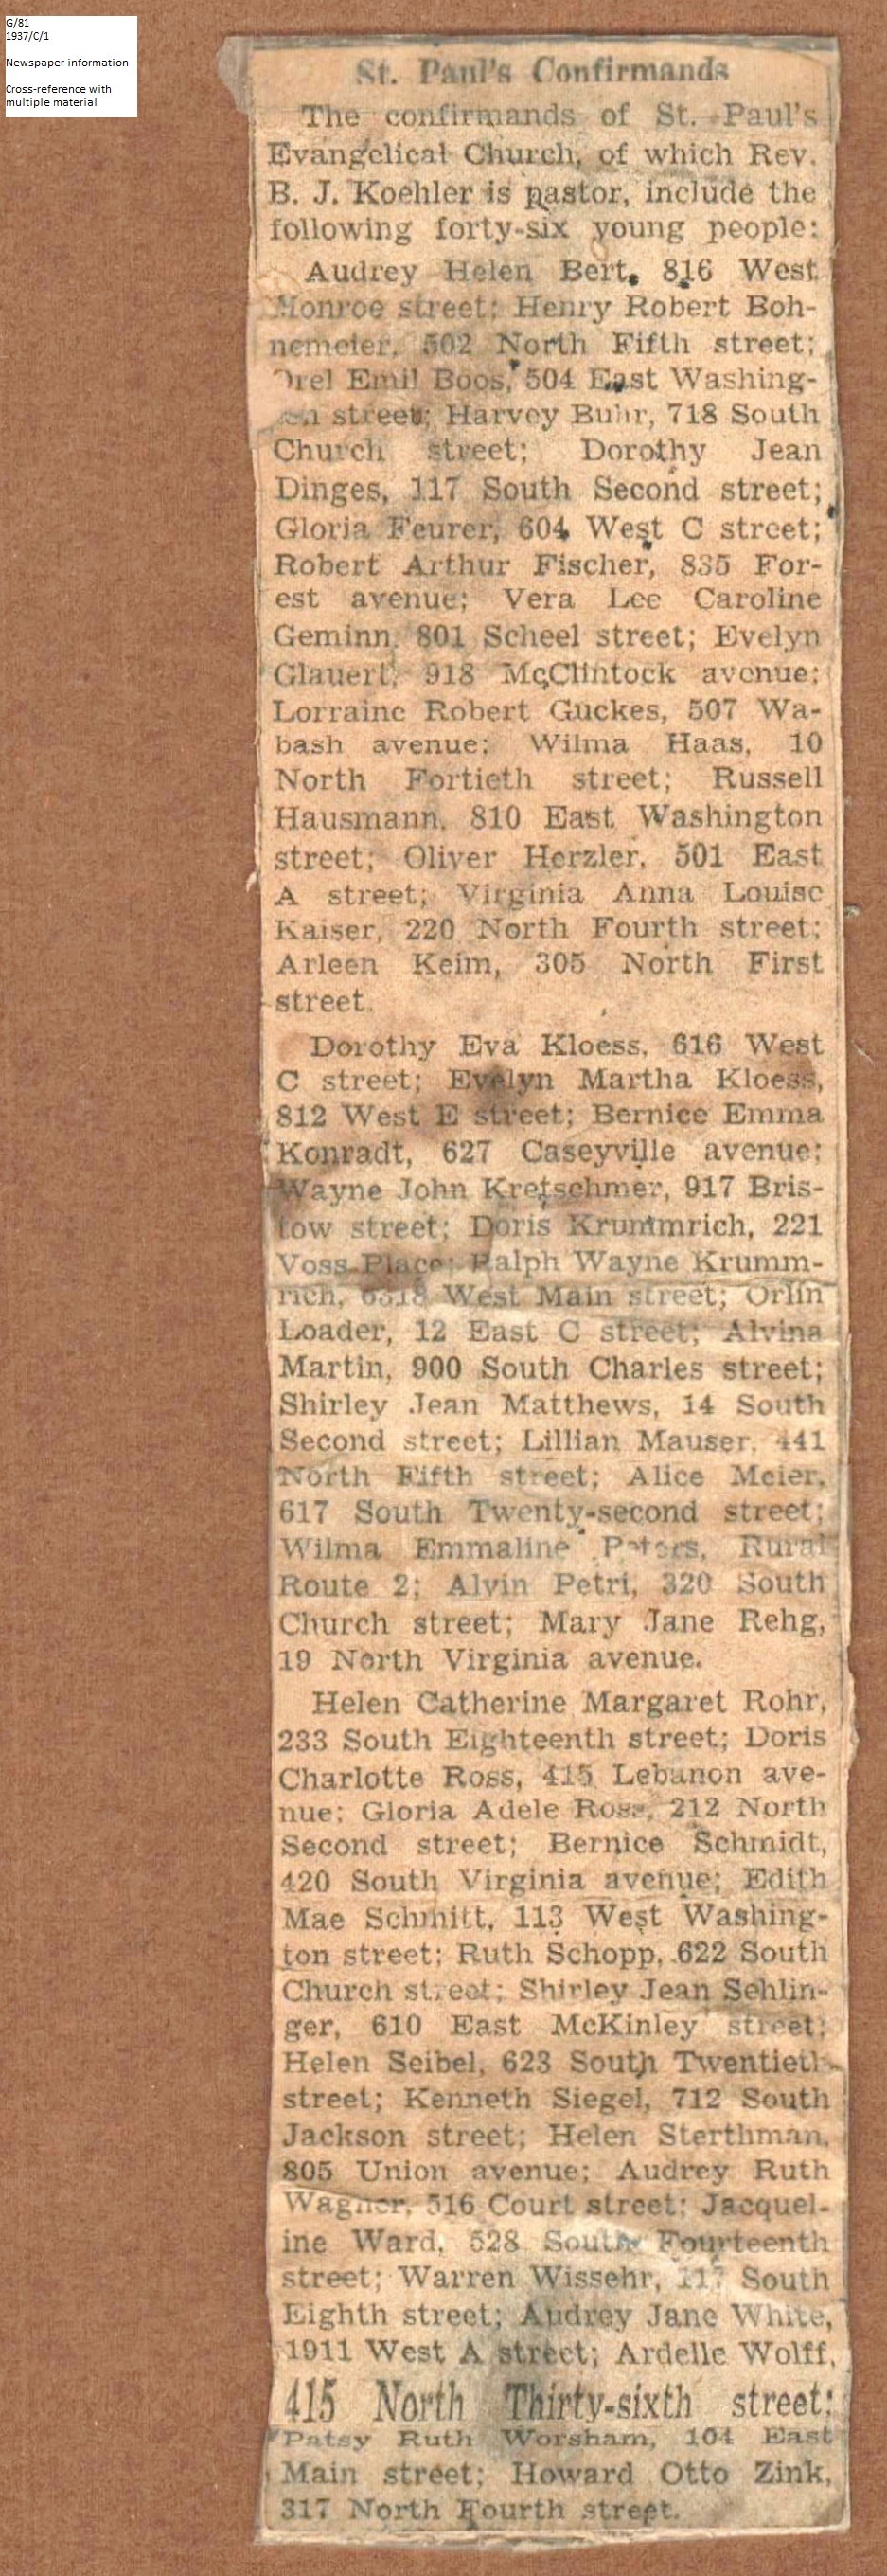 G/81
1937/C/1
Newspaper information
Cross-reference with
multiple material
St. Paul's Confirmands
The confirmands of St. Paul's
Evangelical Church, of which Rev.
B. J. Koehler is pastor, include the
following forty-six young people:
Audrey Helen Bert, 816 West
Monroe street; Henry Robert Boh-
nemeier, 502 North Fifth street;
Orel Emil Boos, 504 East Washing-
ton street; Harvey Buhr, 718 South
Church street; Dorothy Jean
Dinges, 117 South Second street;
Gloria Feurer, 604 West C street;
Robert Arthur Fischer, 835 For-
est avenue; Vera Lee Caroline
Geminn, 801 Scheel street; Evelyn
Glauert, 918 McClintock avenue;
Lorraine Robert Guckes, 507 Wa-
bash avenue; Wilma Haas, 10
North Fortieth street; Russell
Hausmann, 810 East Washington
street; Oliver Herzler, 501 East
A street; Virginia Anna Louise
Kaiser, 220 North Fourth street;
Arleen Keim, 305 North First
street.
Dorothy Eva Kloess, 616 West
C street; Evelyn Martha Kloess,
812 West E street; Bernice Emma
Konradt, 627 Caseyville avenue;
Wayne John Kretschmer, 917 Bris-
tow street; Doris Krummrich, 221
Voss Place; Ralph Wayne Krumm-
rich, 6318 West Main street; Orlin
Loader, 12 East C street; Alvina
Martin, 900 South Charles street;
Shirley Jean Matthews, 14 South
Second street; Lillian Mauser, 441
North Fifth street; Alice Meier,
617 South Twenty-second street;
Wilma Emmaline Peters, Rural
Route 2; Alvin Petri, 320 South
Church street; Mary Jane Rehg,
19 North Virginia avenue.
Helen Catherine Margaret Rohr,
233 South Eighteenth street; Doris
Charlotte Ross, 415 Lebanon ave-
nue; Gloria Adele Ross, 212 North
Second street; Bernice Schmidt,
420 South Virginia avenue; Edith
Mae Schmitt, 113 West Washing-
ton street; Ruth Schopp, 622 South
Church street; Shirley Jean Sehlin-
ger, 610 East McKinley street;
Helen Seibel, 623 South Twentieth
street; Kenneth Siegel, 712 South
Jackson street; Helen Sterthman,
805 Union avenue; Audrey Ruth
Wagner, 516 Court street; Jacquel-
ine Ward, 528 South Fourteenth
street; Warren Wissehr, 117 South
Eighth street; Audrey Jane White,
1911 West A street; Ardelle Wolff,
415 North Thirty-sixth street;
Patsy Ruth Worsham, 104 East
Main street; Howard Otto Zink,
317 North Fourth street.